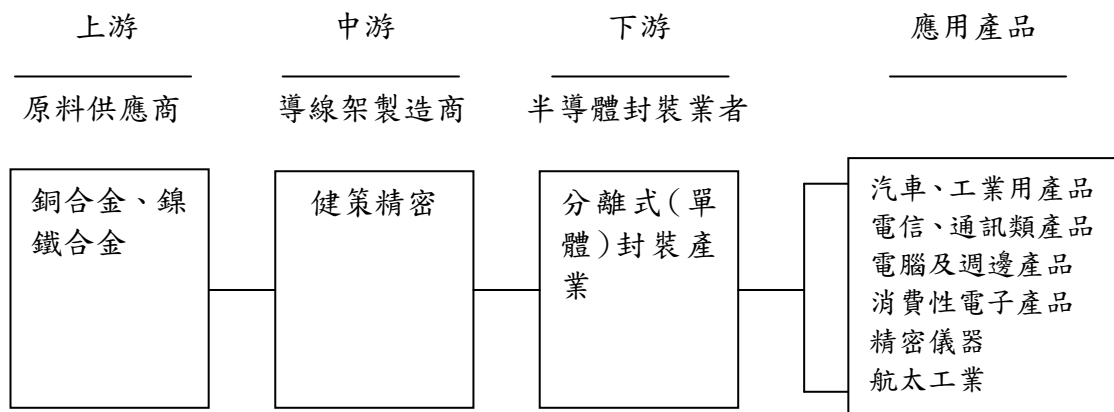 上游 中游 下游 應用產品
原料供應商 導線架製造商 半導體封裝業者
銅合金、鎳
鐵合金
健策精密
分離式(單
體)封裝產
業
汽車、工業用產品
電信、通訊類產品
電腦及週邊產品
消費性電子產品
精密儀器
航太工業